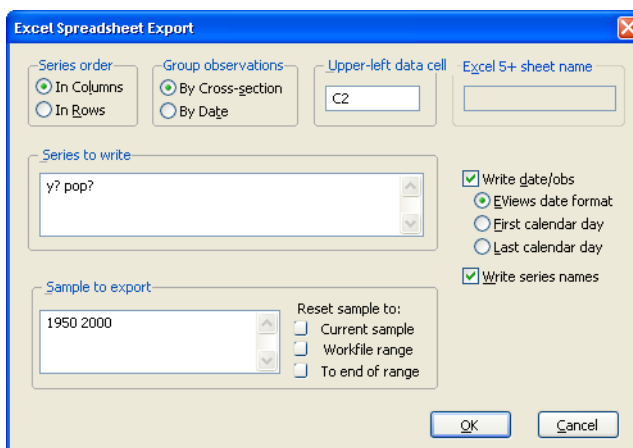 Excel Spreadsheet Export
Series order
In Columns
In Rows
Group observations
By Cross-section
By Date
Upper-left data cell
C2
Excel 5+ sheet name
Series to write
y? pop?
Write date/obs
EViews date format
First calendar day
Last calendar day
Write series names
Sample to export
1950 2000
Reset sample to:
Current sample
Workfile range
To end of range
OK
Cancel